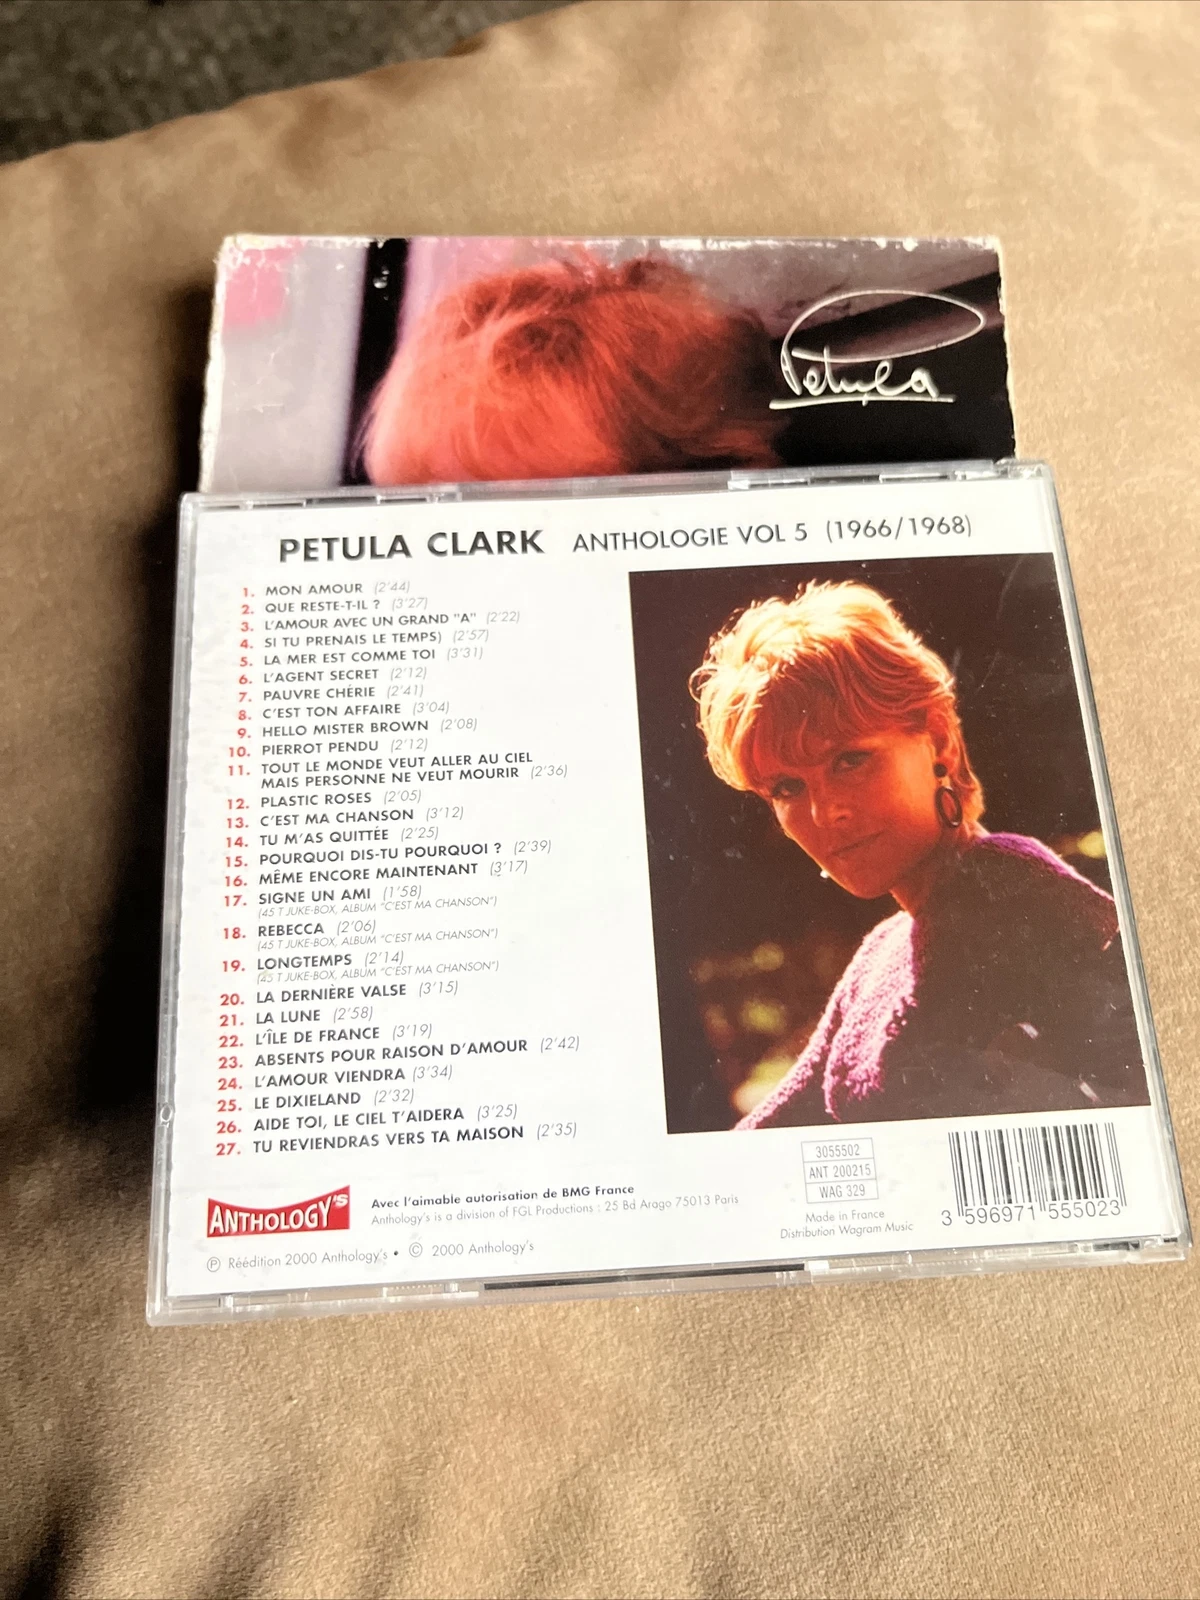 Petula
PETULA CLARK ANTHOLOGIE VOL 5 (1966/1968)
1. MON AMOUR (2'44)
2. QUE RESTE-T-IL ? (3'27)
3. L'AMOUR AVEC UN GRAND "A" (2'22)
4. SI TU PRENAIS LE TEMPS) (2'57)
5. LA MER EST COMME TOI (3'31)
6. L'AGENT SECRET (2'12)
7. PAUVRE CHÉRIE (2'41)
8. C'EST TON AFFAIRE (3'04)
9. HELLO MISTER BROWN (2'08)
10. PIERROT PENDU (2'12)
11. TOUT LE MONDE VEUT ALLER AU CIEL
MAIS PERSONNE NE VEUT MOURIR (2'36)
12. PLASTIC ROSES (2'05)
13. C'EST MA CHANSON (3'12)
14. TU M'AS QUITTÉE (2'25)
15. POURQUOI DIS-TU POURQUOI ? (2'39)
16. MÊME ENCORE MAINTENANT (3'17)
17. SIGNE UN AMI (1'58)
(45 T JUKE-BOX, ALBUM "C'EST MA CHANSON")
18. REBECCA (2'06)
(45 T JUKE-BOX, ALBUM "C'EST MA CHANSON")
19. LONGTEMPS (2'14)
(45 T JUKE-BOX, ALBUM "C'EST MA CHANSON")
20. LA DERNIÈRE VALSE (3'15)
21. LA LUNE (2'58)
22. L'ÎLE DE FRANCE (3'19)
23. ABSENTS POUR RAISON D'AMOUR (2'42)
24. L'AMOUR VIENDRA (3'34)
25. LE DIXIELAND (2'32)
26. AIDE TOI, LE CIEL T'AIDERA (3'25)
27. TU REVIENDRAS VERS TA MAISON (2'35)
ANTHOLOGY'S
Avec l'aimable autorisation de BMG France
Anthology's is a division of FGL Productions : 25 Bd Arago 75013 Paris
Ⓟ Réédition 2000 Anthology's • © 2000 Anthology's
3055502
ANT 200215
WAG 329
Made in France
Distribution Wagram Music
3 596971 555023